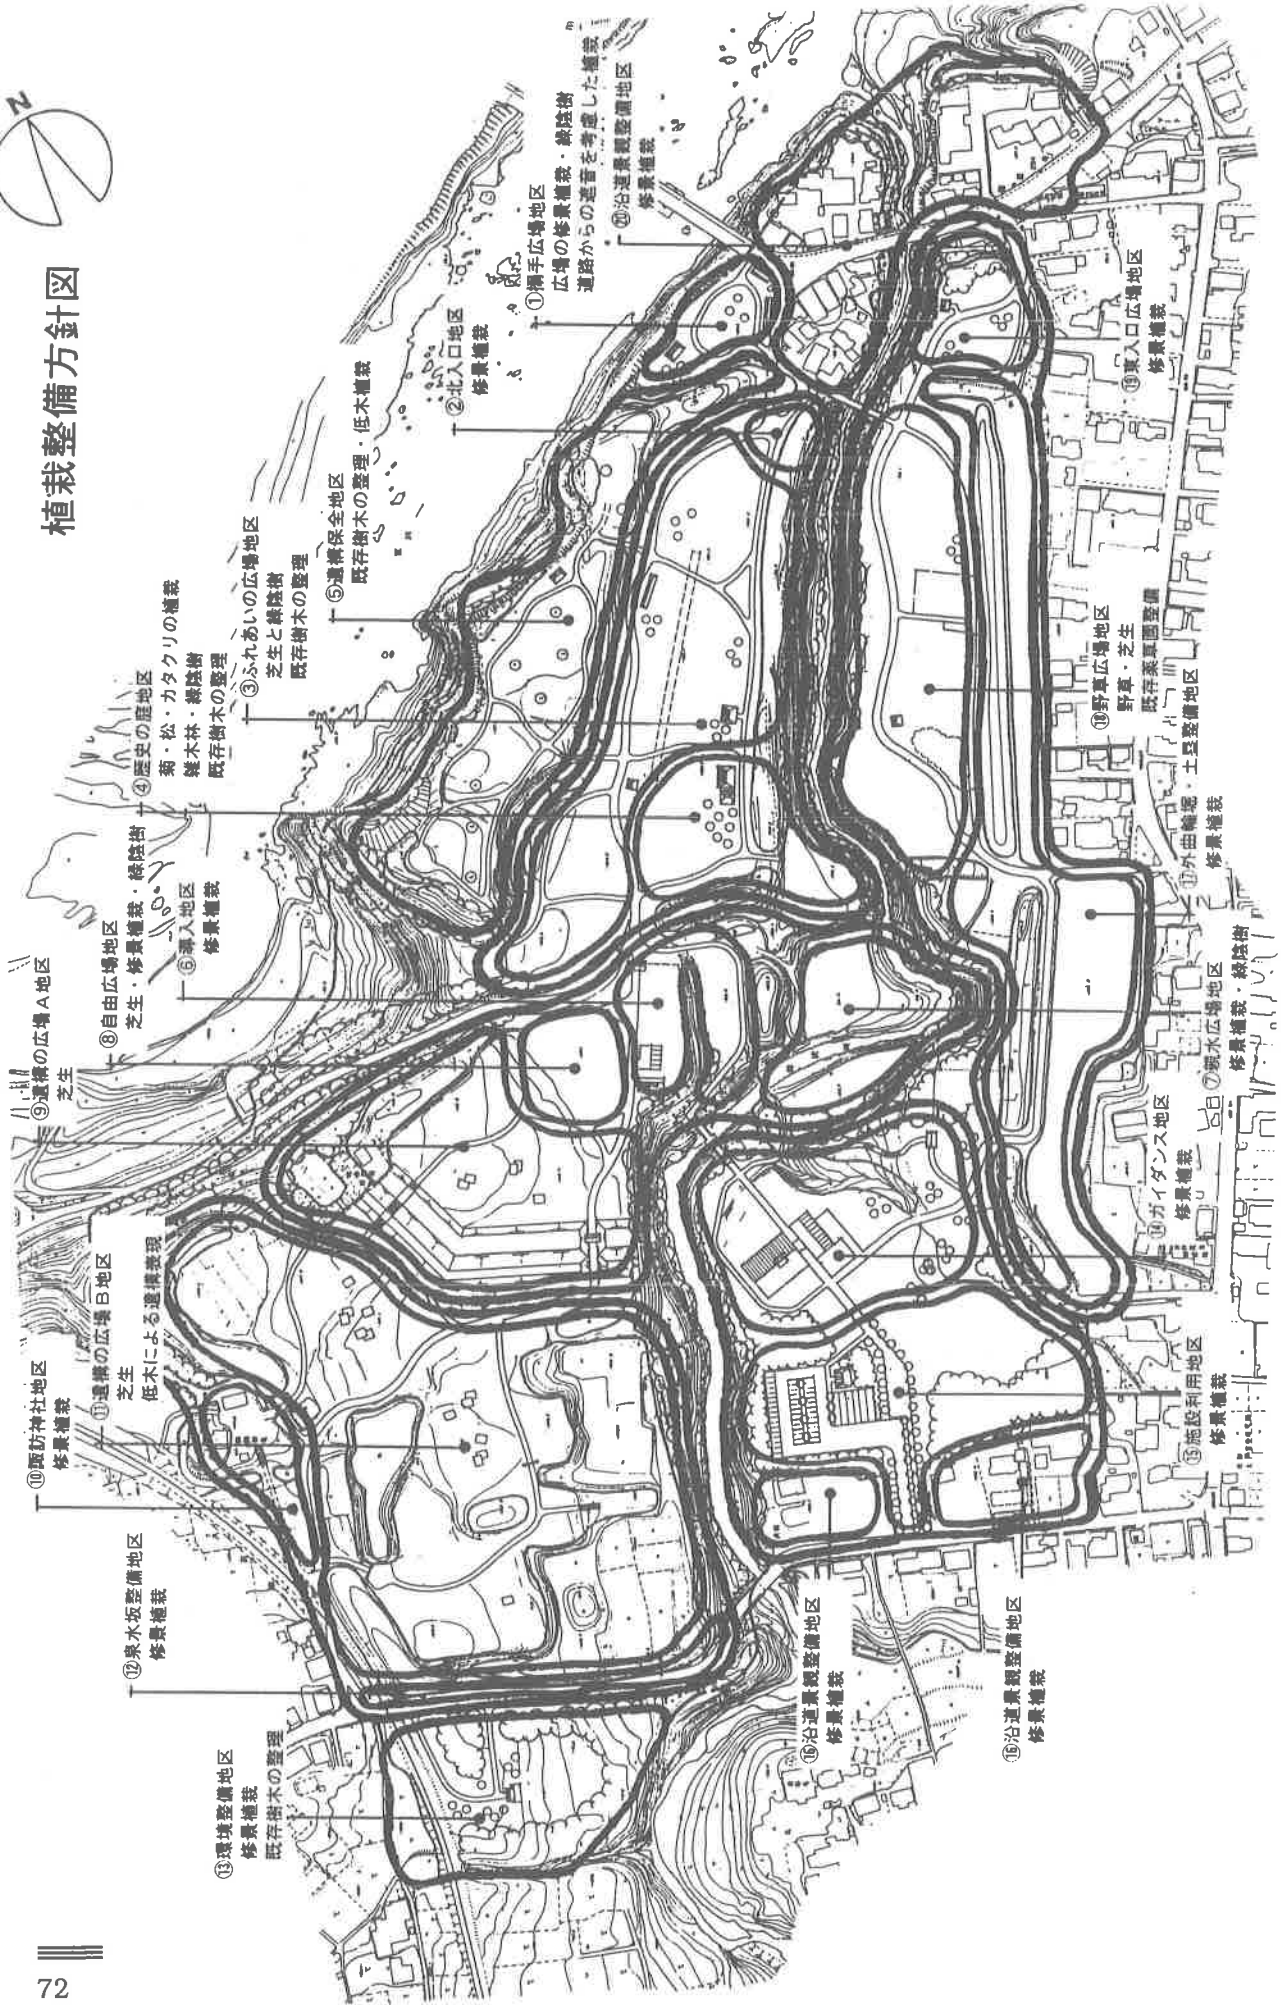 植栽整備方針図
N
①搦手広場地区
広場の修景植栽・緑陰樹
道路からの遮音を考慮した植栽
②北入口地区
修景植栽
③ふれあいの広場地区
芝生と緑陰樹
既存樹木の整理
④歴史の庭地区
菊・松・カタクリの植栽
雑木林・緑陰樹
既存樹木の整理
⑤遺構保全地区
既存樹木の整理・低木植栽
⑥導入地区
修景植栽
⑦親水広場地区
修景植栽・緑陰樹
⑧自由広場地区
芝生・修景植栽・緑陰樹
⑨遺構の広場A地区
芝生
⑩諏訪神社地区
修景植栽
⑪遺構の広場B地区
芝生
低木による遺構表現
⑫泉水坂整備地区
修景植栽
⑬環境整備地区
修景植栽
既存樹木の整理
⑭ガイダンス地区
修景植栽
⑮施設利用地区
修景植栽
⑯沿道景観整備地区
修景植栽
⑯沿道景観整備地区
修景植栽
⑰外曲輪堀・土塁整備地区
修景植栽
⑱野草広場地区
野草・芝生
既存薬草園整備
⑲東入口広場地区
修景植栽
⑳沿道景観整備地区
修景植栽
72